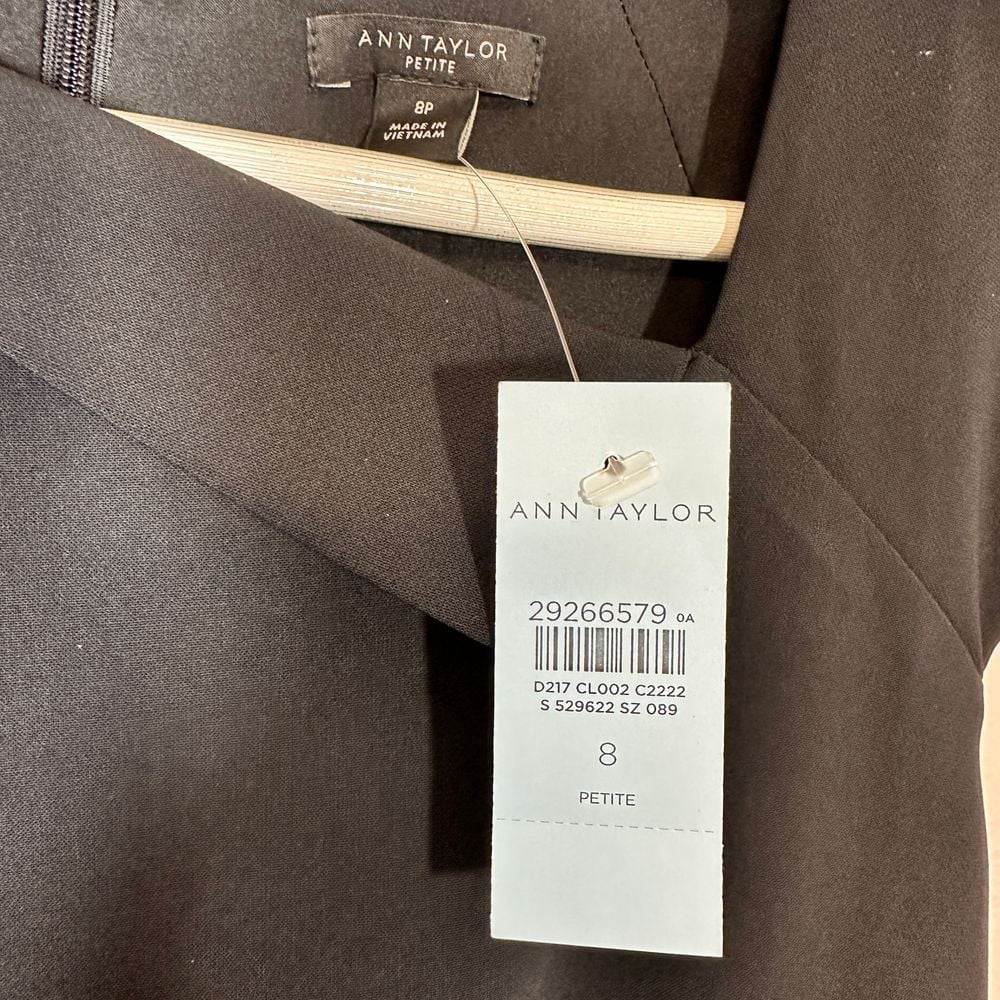 ANN TAYLOR
PETITE
8P
MADE IN
VIETNAM
ANN TAYLOR
29266579 0A
D217 CL002 C2222
S 529622 SZ 089
8
PETITE